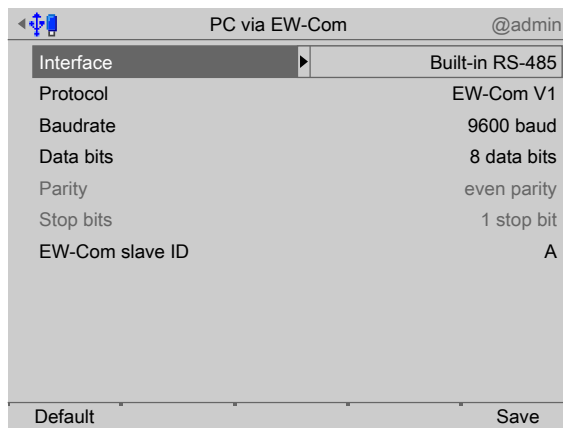 PC via EW-Com @admin
Interface Built-in RS-485
Protocol EW-Com V1
Baudrate 9600 baud
Data bits 8 data bits
Parity even parity
Stop bits 1 stop bit
EW-Com slave ID A
Default Save